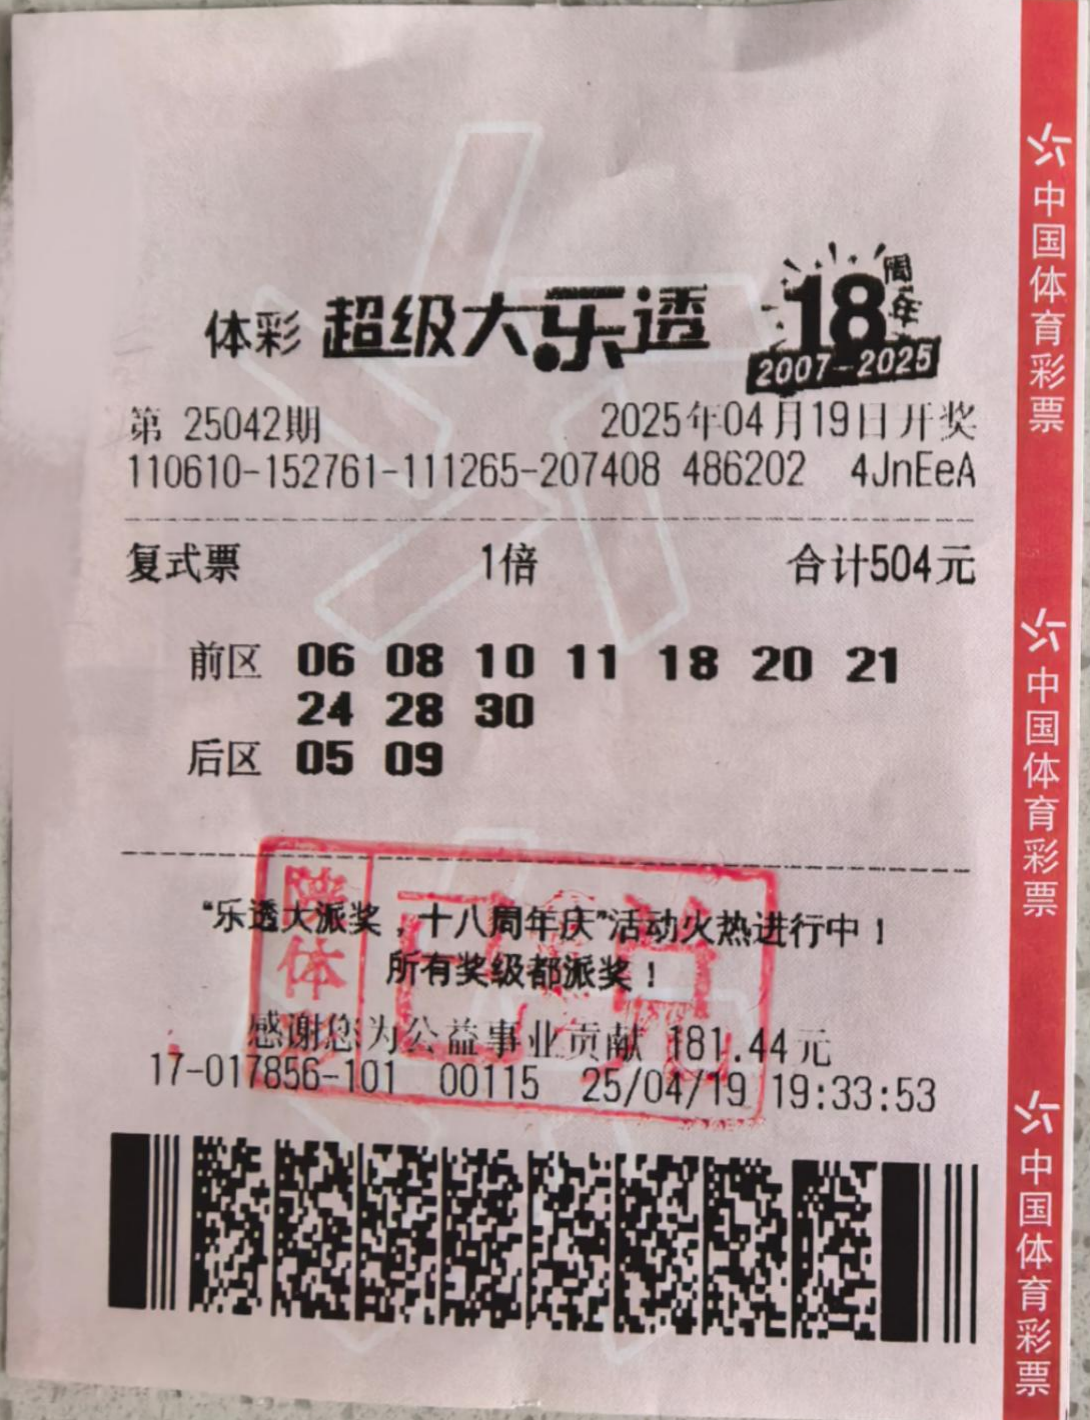 体彩 超级大乐透 18周年
2007-2025
第 25042期 2025年04月19日开奖
110610-152761-111265-207408 486202 4JnEeA
复式票 1倍 合计504元
前区 06 08 10 11 18 20 21
24 28 30
后区 05 09
“乐透大派奖，十八周年庆”活动火热进行中！
所有奖级都派奖！
感谢您为公益事业贡献 181.44元
17-017856-101 00115 25/04/19 19:33:53
陕体
已兑
中国体育彩票
中国体育彩票
中国体育彩票